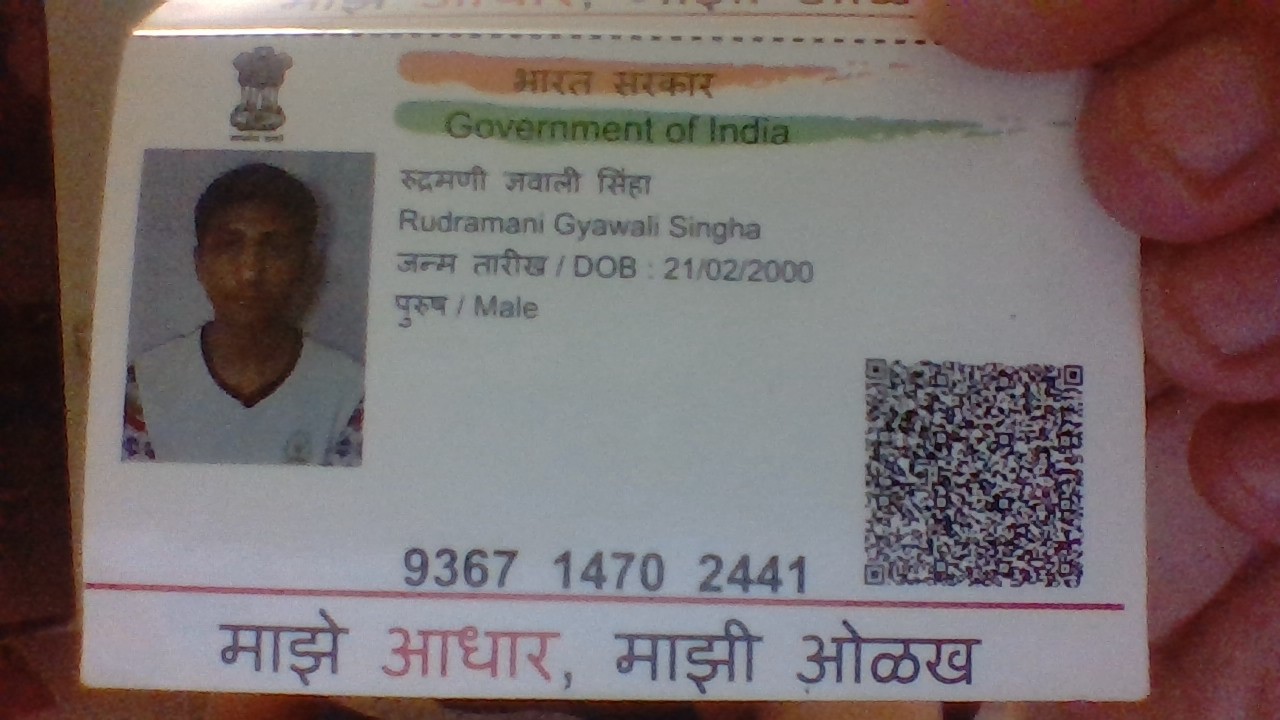 भारत सरकार
Government of India
रुद्रमणी ज्ञवाली सिंहा
Rudramani Gyawali Singha
जन्म तारीख / DOB : 21/02/2000
पुरुष / Male
9367 1470 2441
माझे आधार, माझी ओळख